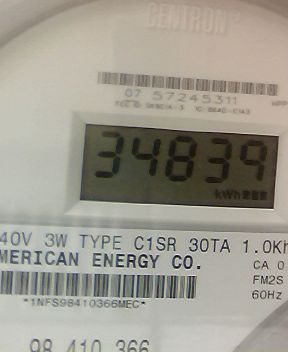 CENTRON
07 57245311
34839
kWh
40V 3W TYPE C1SR 30TA 1.0Kh
MERICAN ENERGY CO.
CA 0
FM2S
60Hz
*1NFS98410366MEC*
98 410 366